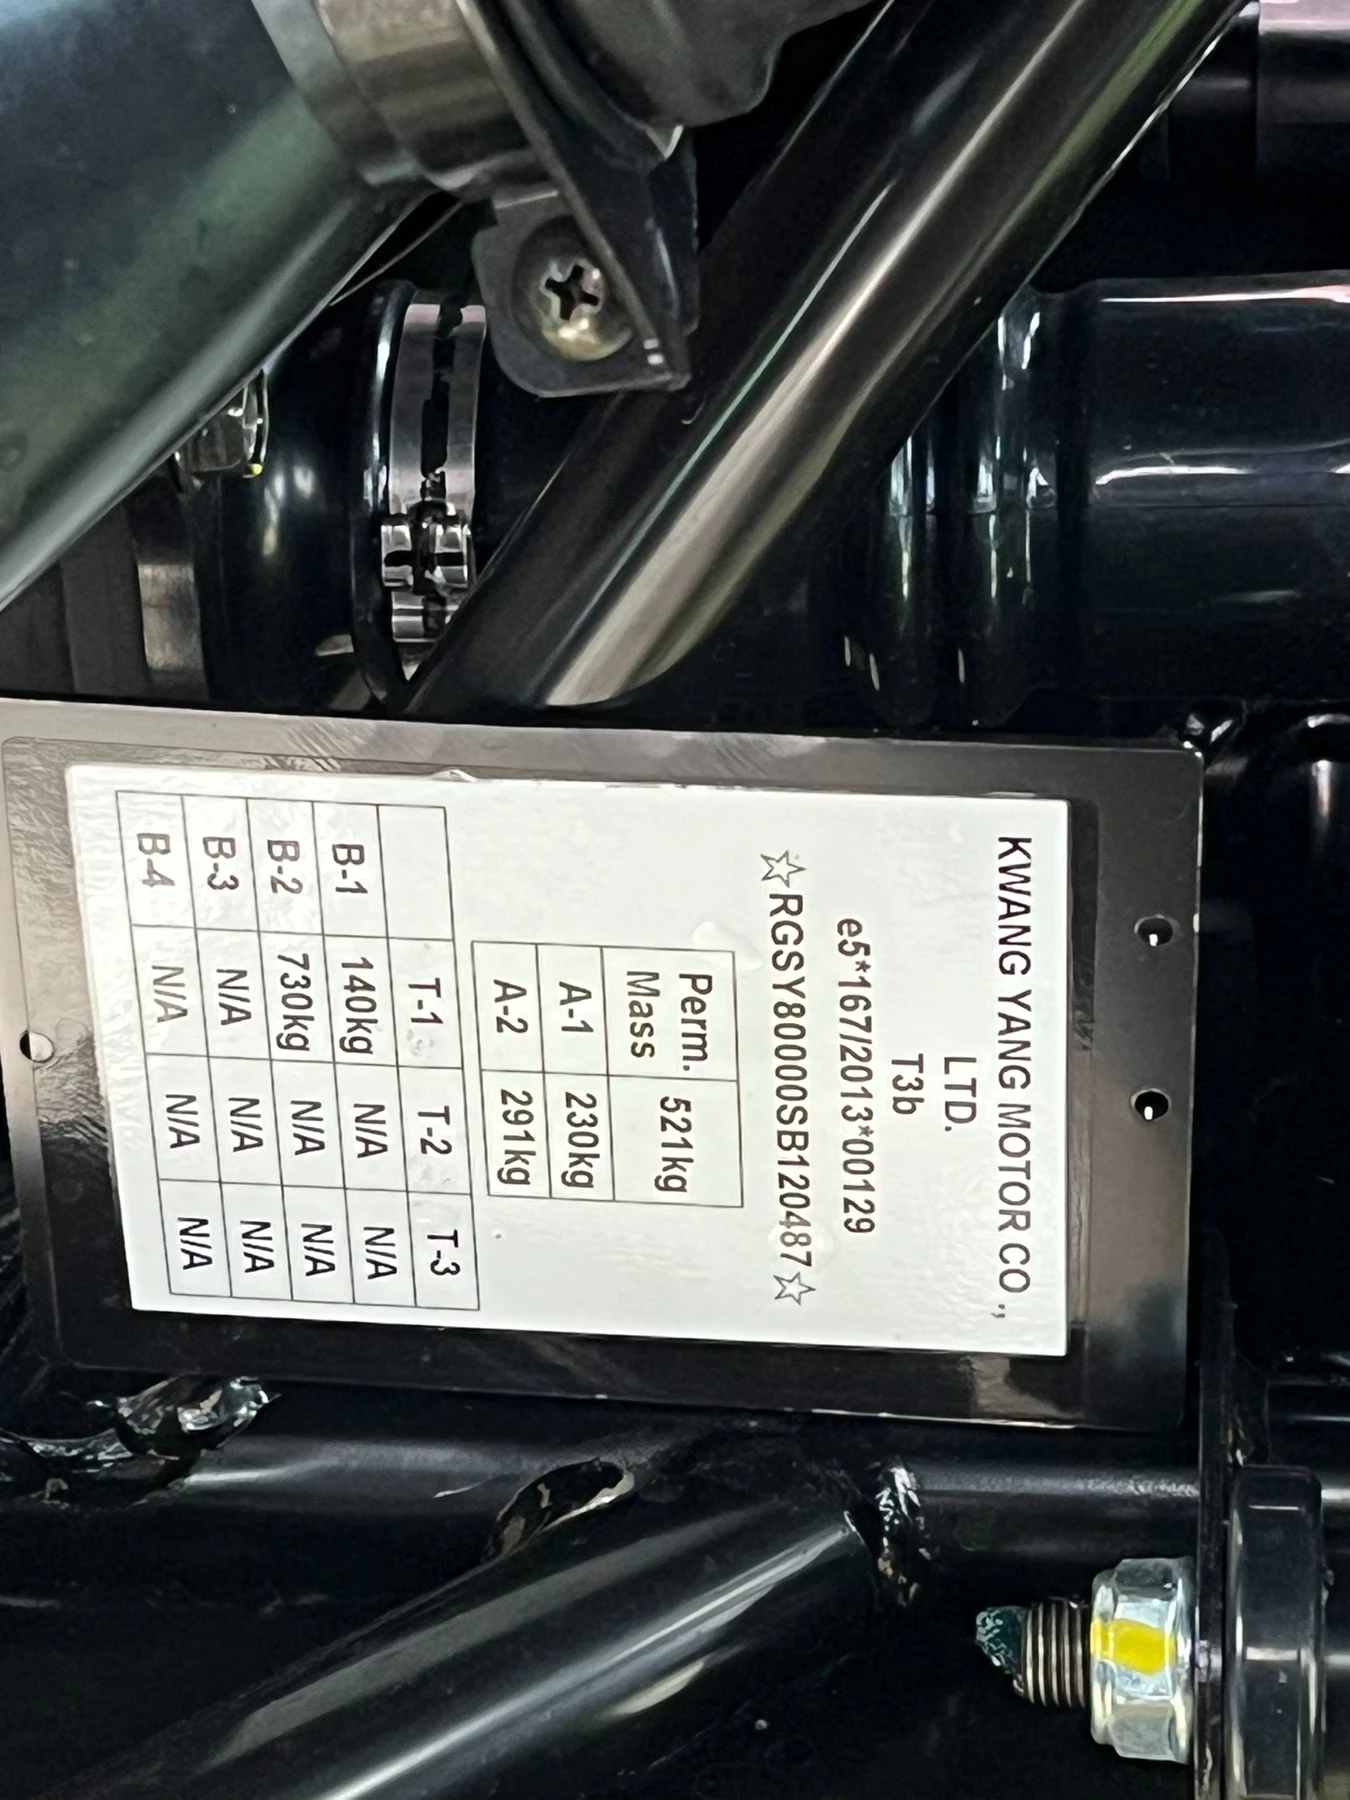 KWANG YANG MOTOR CO.,
LTD.
T3b
e5*167/2013*00129
☆RGSY80000SB120487☆
Perm. Mass 521kg
A-1 230kg
A-2 291kg
T-1 T-2 T-3
B-1 140kg N/A N/A
B-2 730kg N/A N/A
B-3 N/A N/A N/A
B-4 N/A N/A N/A